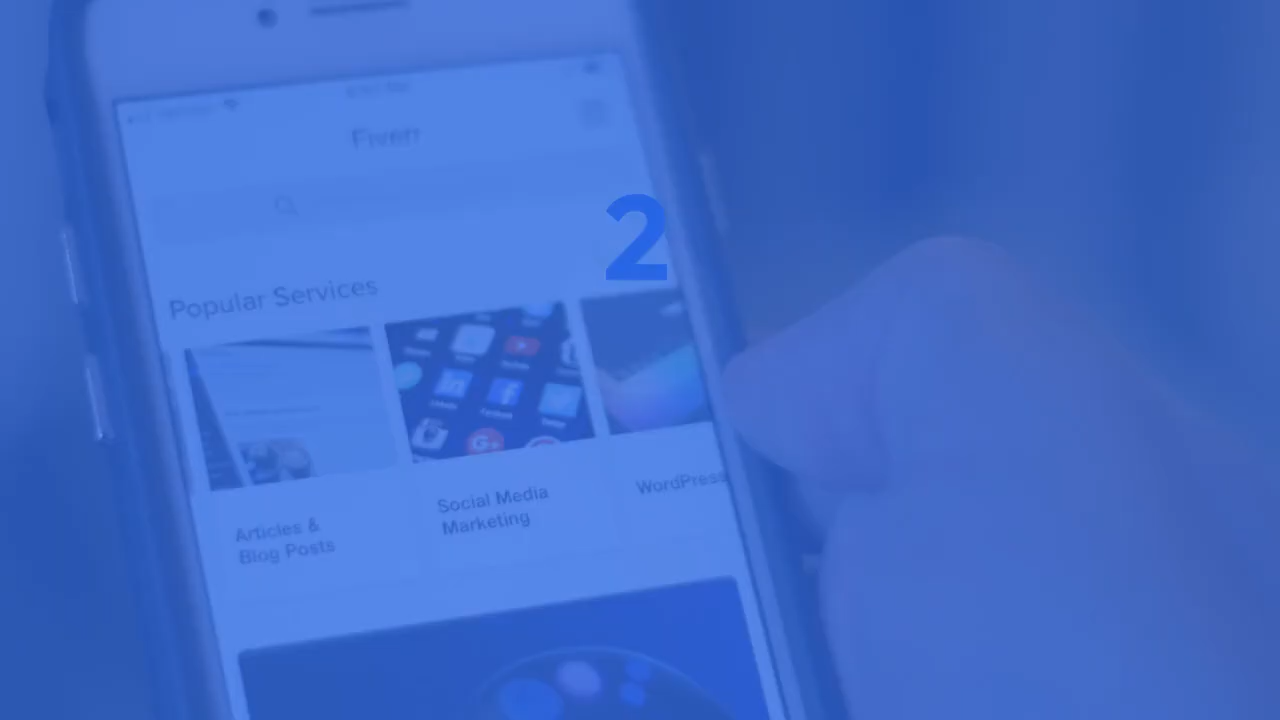 Fiverr
2
Popular Services
Articles &
Blog Posts
Social Media
Marketing
WordPress